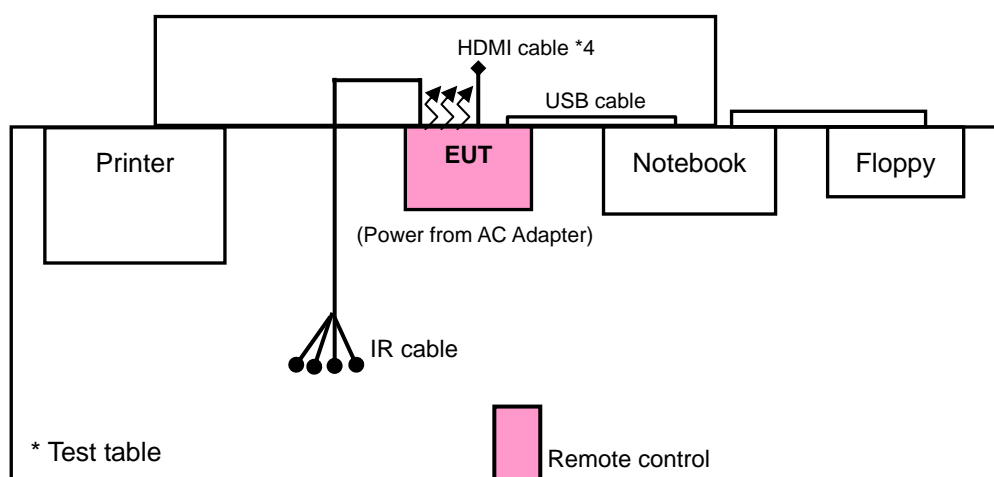 HDMI cable *4
USB cable
Printer
EUT
Notebook
Floppy
(Power from AC Adapter)
IR cable
* Test table
Remote control